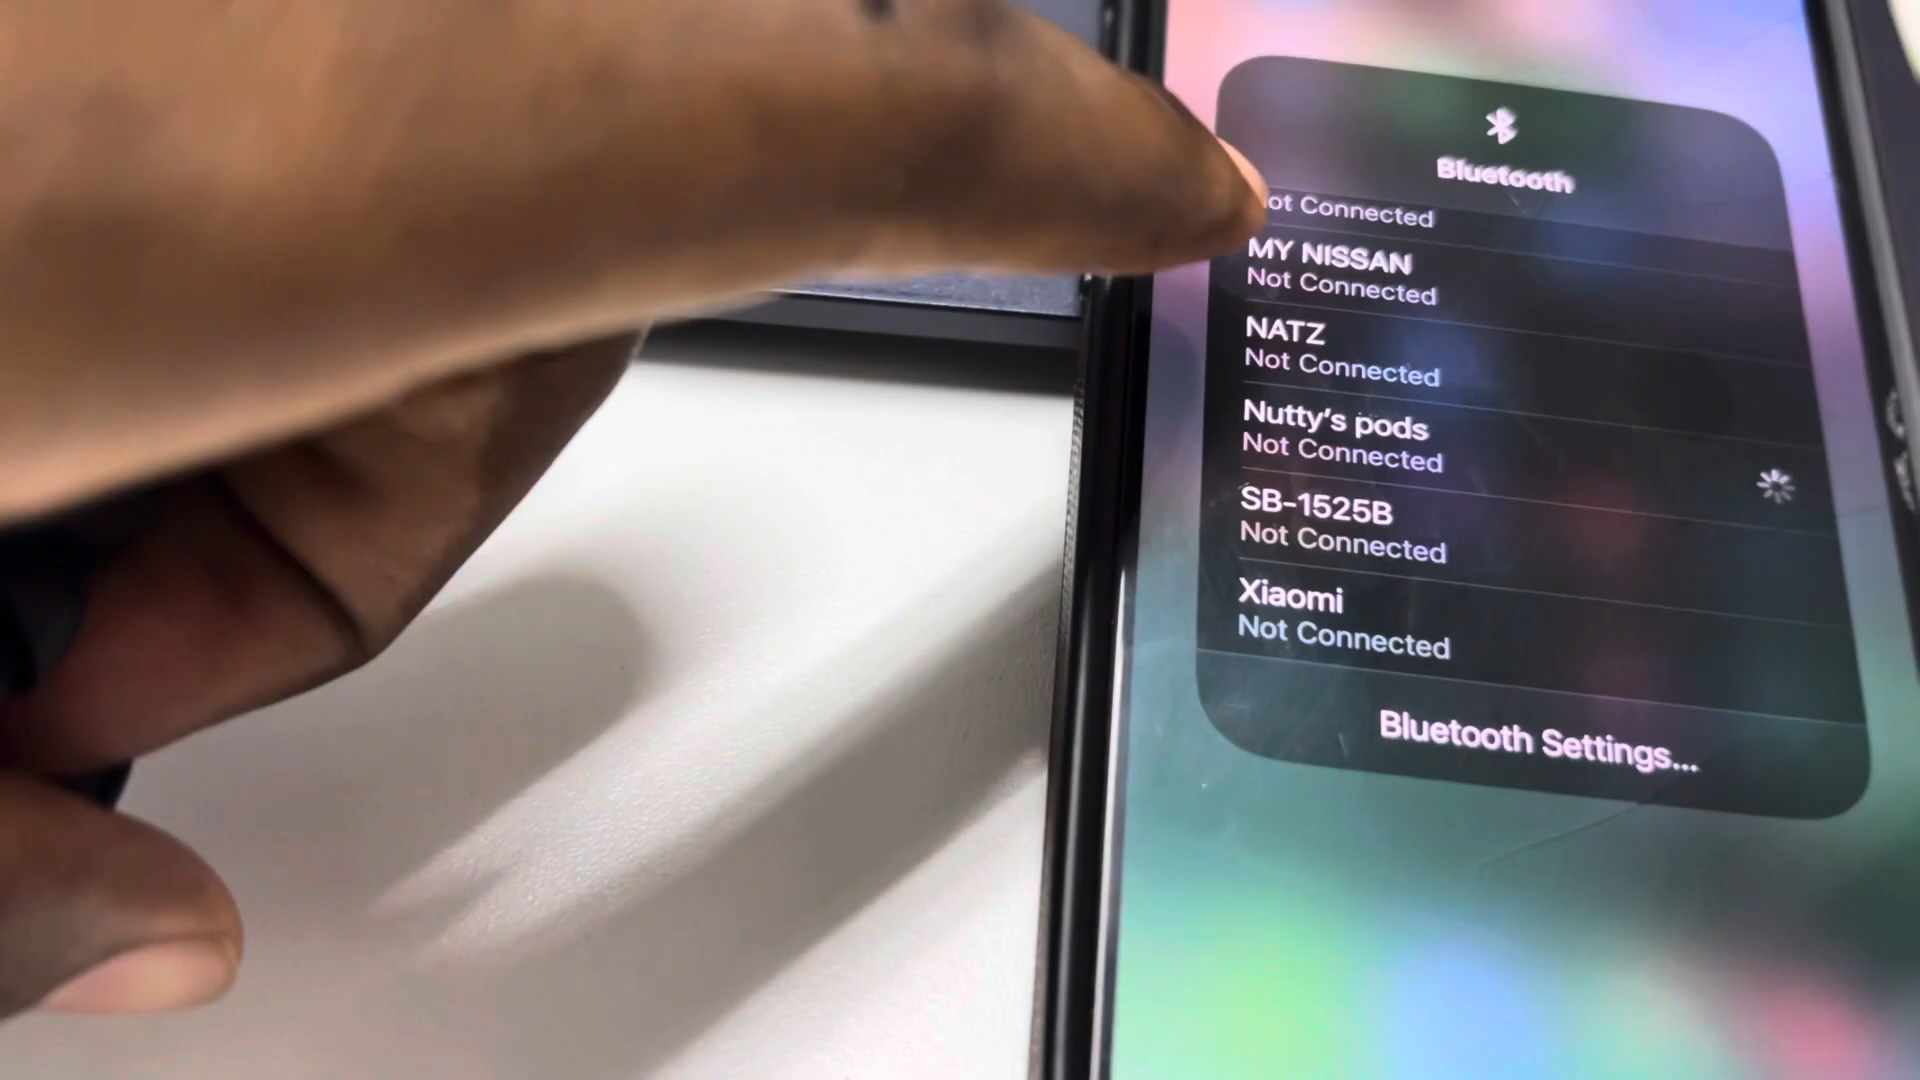 Bluetooth
Not Connected
MY NISSAN
Not Connected
NATZ
Not Connected
Nutty's pods
Not Connected
SB-1525B
Not Connected
Xiaomi
Not Connected
Bluetooth Settings...